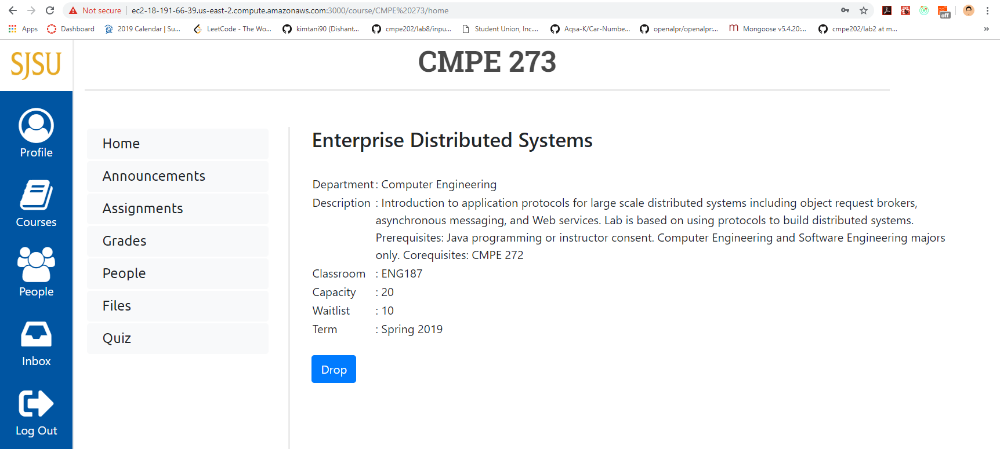 Not secure | ec2-18-191-66-39.us-east-2.compute.amazonaws.com:3000/course/CMPE%20273/home
off
Apps Dashboard 2019 Calendar | Su... LeetCode - The Wo... kimtani90 (Dishant... cmpe202/lab8/inpu... Student Union, Inc.... Aqsa-K/Car-Numbe... openalpr/openalpr:... Mongoose v5.4.20:... cmpe202/lab2 at m... »
SJSU
CMPE 273
Profile
Courses
People
Inbox
Log Out
Home
Announcements
Assignments
Grades
People
Files
Quiz
Enterprise Distributed Systems
Department : Computer Engineering
Description : Introduction to application protocols for large scale distributed systems including object request brokers,
asynchronous messaging, and Web services. Lab is based on using protocols to build distributed systems.
Prerequisites: Java programming or instructor consent. Computer Engineering and Software Engineering majors
only. Corequisites: CMPE 272
Classroom : ENG187
Capacity : 20
Waitlist : 10
Term : Spring 2019
Drop